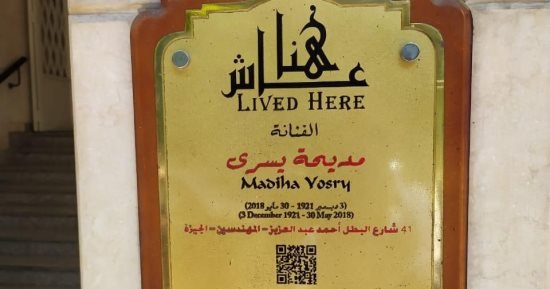 عاش هنا
LIVED HERE
الفنانة
مديحة يسرى
Madiha Yosry
(3 ديسمبر 1921 - 30 مايو 2018)
(3 December 1921 - 30 May 2018)
41 شارع البطل أحمد عبد العزيز - المهندسين - الجيزة